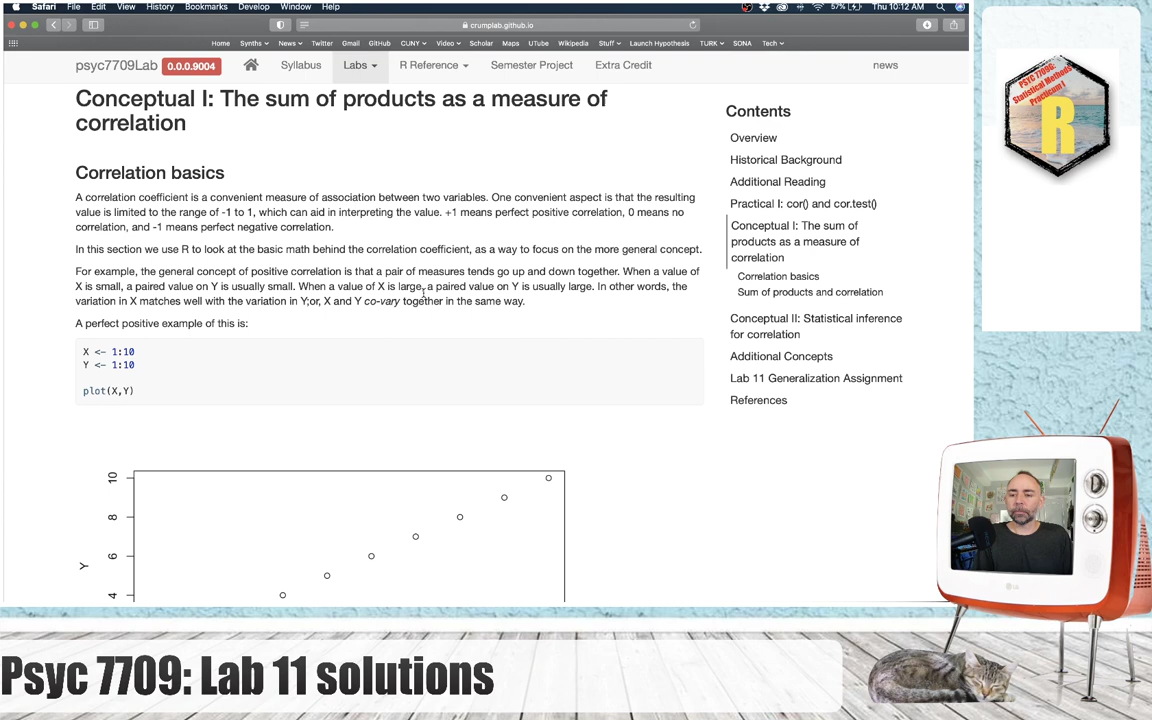 Safari File Edit View History Bookmarks Develop Window Help 57% Thu 10:12 AM
crumplab.github.io
Home Synths News Twitter Gmail GitHub CUNY Video Scholar Maps UTube Wikipedia Stuff Launch Hypothesis TURK SONA Tech
psyc7709Lab 0.0.0.9004 Syllabus Labs R Reference Semester Project Extra Credit news
Conceptual I: The sum of products as a measure of
correlation
Correlation basics
A correlation coefficient is a convenient measure of association between two variables. One convenient aspect is that the resulting
value is limited to the range of -1 to 1, which can aid in interpreting the value. +1 means perfect positive correlation, 0 means no
correlation, and -1 means perfect negative correlation.
In this section we use R to look at the basic math behind the correlation coefficient, as a way to focus on the more general concept.
For example, the general concept of positive correlation is that a pair of measures tends go up and down together. When a value of
X is small, a paired value on Y is usually small. When a value of X is large, a paired value on Y is usually large. In other words, the
variation in X matches well with the variation in Y;or, X and Y co-vary together in the same way.
A perfect positive example of this is:
X <- 1:10
Y <- 1:10
plot(X,Y)
10
8
6
4
Y
Contents
Overview
Historical Background
Additional Reading
Practical I: cor() and cor.test()
Conceptual I: The sum of
products as a measure of
correlation
Correlation basics
Sum of products and correlation
Conceptual II: Statistical inference
for correlation
Additional Concepts
Lab 11 Generalization Assignment
References
PSYC 7709G:
Statistical Methods
Practicum I
R
LG
Psyc 7709: Lab 11 solutions